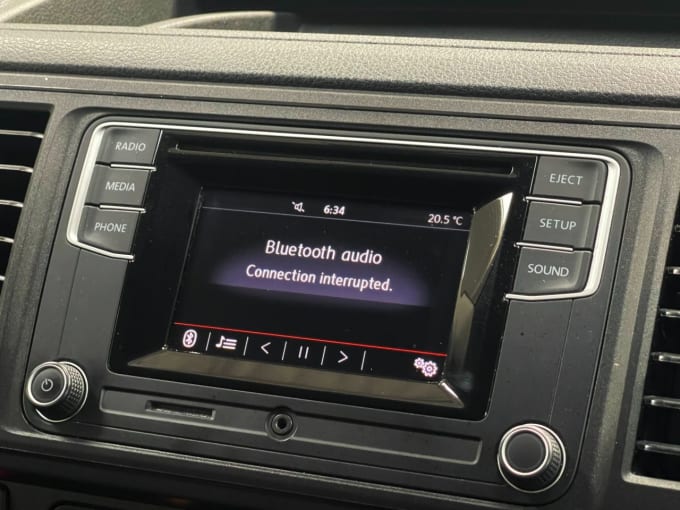 RADIO
MEDIA
PHONE
EJECT
SETUP
SOUND
6:34
20.5 °C
Bluetooth audio
Connection interrupted.